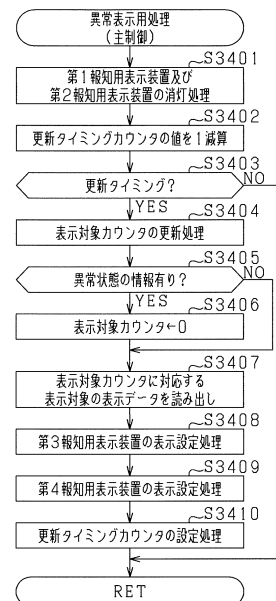 異常表示用処理
(主制御)
S3401
第1報知用表示装置及び
第2報知用表示装置の消灯処理
S3402
更新タイミングカウンタの値を1減算
S3403
更新タイミング?
NO
YES
S3404
表示対象カウンタの更新処理
S3405
異常状態の情報有り?
NO
YES
S3406
表示対象カウンタ←0
S3407
表示対象カウンタに対応する
表示対象の表示データを読み出し
S3408
第3報知用表示装置の表示設定処理
S3409
第4報知用表示装置の表示設定処理
S3410
更新タイミングカウンタの設定処理
RET